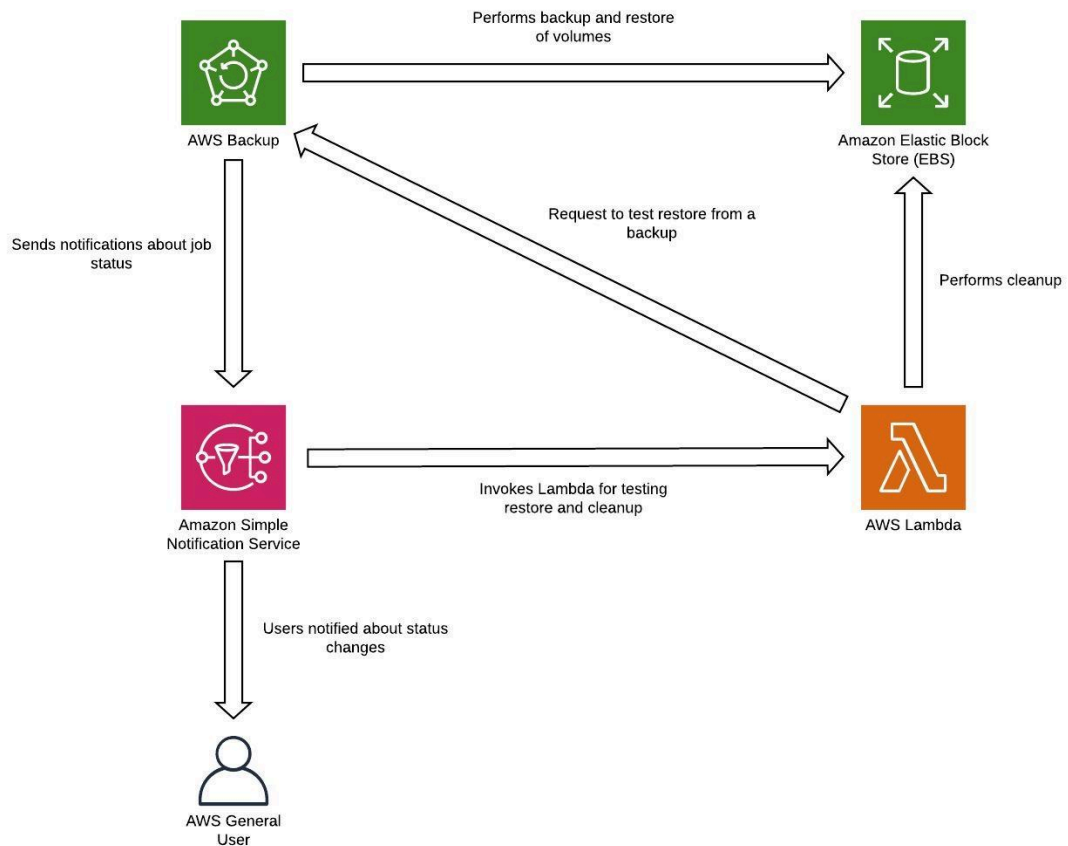 Performs backup and restore
of volumes
AWS Backup
Amazon Elastic Block
Store (EBS)
Request to test restore from a
backup
Sends notifications about job
status
Performs cleanup
Invokes Lambda for testing
restore and cleanup
Amazon Simple
Notification Service
AWS Lambda
Users notified about status
changes
AWS General
User